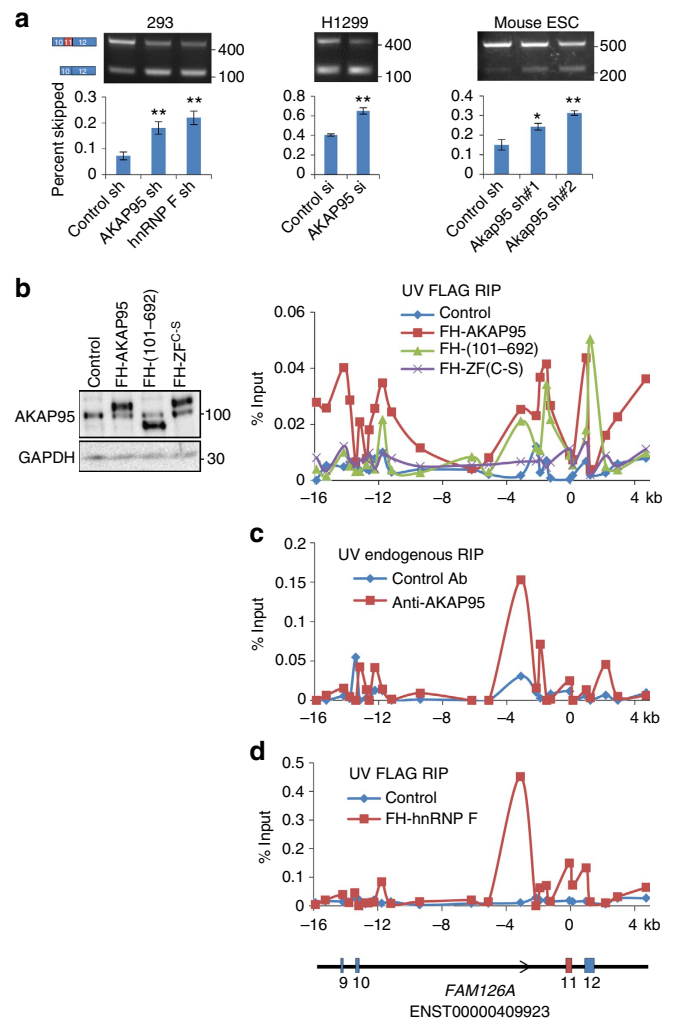 a
293
H1299
Mouse ESC
10 11 12
10 12
400
100
400
100
500
200
Percent skipped
0.3
0.2
0.1
0
**
**
Control sh
AKAP95 sh
hnRNP F sh
0.8
0.6
0.4
0.2
0
**
Control si
AKAP95 si
0.4
0.3
0.2
0.1
0
*
**
Control sh
Akap95 sh#1
Akap95 sh#2
b
Control
FH-AKAP95
FH-(101–692)
FH-ZF^C-S
AKAP95
100
GAPDH
30
UV FLAG RIP
Control
FH-AKAP95
FH-(101–692)
FH-ZF(C-S)
% Input
0.06
0.04
0.02
0
−16 −12 −8 −4 0 4 kb
c
UV endogenous RIP
Control Ab
Anti-AKAP95
% Input
0.2
0.15
0.1
0.05
0
−16 −12 −8 −4 0 4 kb
d
UV FLAG RIP
Control
FH-hnRNP F
% Input
0.5
0.4
0.3
0.2
0.1
0
−16 −12 −8 −4 0 4 kb
9 10 11 12
FAM126A
ENST00000409923